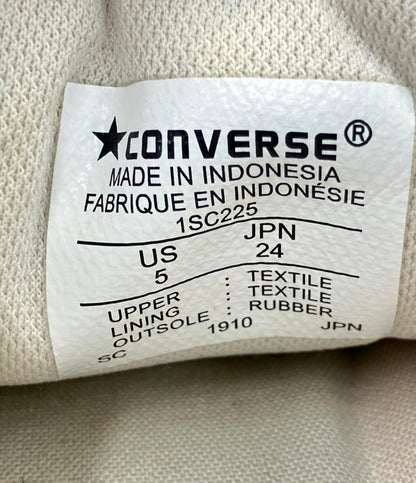 ★CONVERSE®
MADE IN INDONESIA
FABRIQUE EN INDONÉSIE
1SC225
US JPN
5 24
UPPER : TEXTILE
LINING : TEXTILE
OUTSOLE : RUBBER
SC 1910 JPN